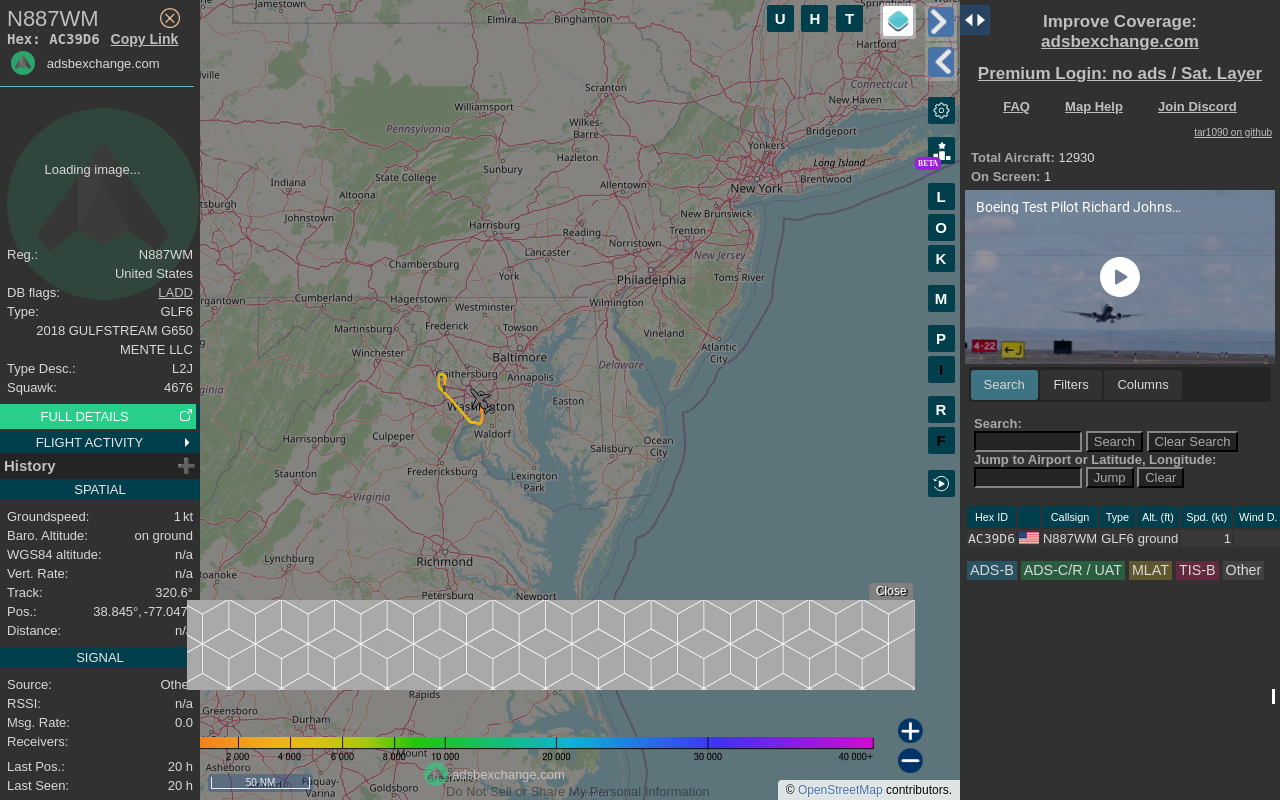 N887WM
Hex: AC39D6 Copy Link
adsbexchange.com
Loading image...
Reg.: N887WM
United States
DB flags: LADD
Type: GLF6
2018 GULFSTREAM G650
MENTE LLC
Type Desc.: L2J
Squawk: 4676
FULL DETAILS
FLIGHT ACTIVITY
History
SPATIAL
Groundspeed: 1 kt
Baro. Altitude: on ground
WGS84 altitude: n/a
Vert. Rate: n/a
Track: 320.6°
Pos.: 38.845°, -77.047
Distance: n/
SIGNAL
Source: Othe
RSSI: n/a
Msg. Rate: 0.0
Receivers:
Last Pos.: 20 h
Last Seen: 20 h
Jamestown
Elmira
Binghamton
Springfield
Hartford
Scranton
Connecticut
New Haven
Williamsport
Pennsylvania
Wilkes-
Barre
Bridgeport
Yonkers
Hazleton
Long Island
Sunbury
State College
Brentwood
Indiana
Altoona
Allentown
New York
tsburgh
Johnstown
Harrisburg
Reading
New Brunswick
Trenton
Norristown
Lancaster
New Jersey
Chambersburg
York
Philadelphia
Toms River
rgantown
Cumberland
Hagerstown
Wilmington
Westminster
Martinsburg
Frederick
Towson
Vineland
Winchester
Baltimore
Atlantic
City
Delaware
Gaithersburg
Annapolis
ginia
Washington
Easton
Waldorf
Harrisonburg
Culpeper
Salisbury
Ocean
City
Staunton
Fredericksburg
Lexington
Park
Virginia
Lynchburg
Richmond
Roanoke
Petersburg
Newport
Rapids
Greensboro
Durham
Asheboro
Mount
Greenville
Fuquay-
Varina
Goldsboro
U H T
BETA
L
O
K
M
P
I
R
F
Close
2 000 4 000 6 000 8 000 10 000 20 000 30 000 40 000+
50 NM
adsbexchange.com
Do Not Sell or Share My Personal Information
© OpenStreetMap contributors.
Improve Coverage:
adsbexchange.com
Premium Login: no ads / Sat. Layer
FAQ Map Help Join Discord
tar1090 on github
Total Aircraft: 12930
On Screen: 1
Boeing Test Pilot Richard Johns…
4-22
Search Filters Columns
Search:
Search Clear Search
Jump to Airport or Latitude, Longitude:
Jump Clear
Hex ID Callsign Type Alt. (ft) Spd. (kt) Wind D.
AC39D6 N887WM GLF6 ground 1
ADS-B ADS-C/R / UAT MLAT TIS-B Other